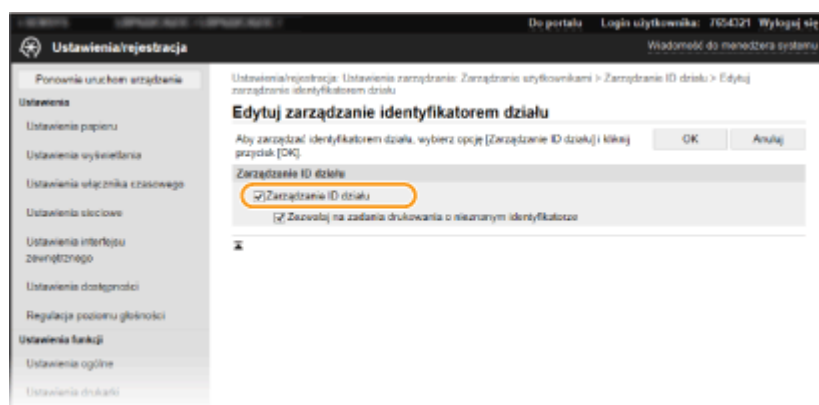 Do portalu Login użytkownika: 7654321 Wyloguj się
Ustawienia/rejestracja
Wiadomość do menedżera systemu
Ponownie uruchom urządzenie
Ustawienia
Ustawienia papieru
Ustawienia wyświetlania
Ustawienia włącznika czasowego
Ustawienia sieciowe
Ustawienia interfejsu
zewnętrznego
Ustawienia dostępności
Regulacja poziomu głośności
Ustawienia funkcji
Ustawienia ogólne
Ustawienia drukarki
Ustawienia/rejestracja: Ustawienia zarządzania: Zarządzanie użytkownikami > Zarządzanie ID działu > Edytuj
zarządzanie identyfikatorem działu
Edytuj zarządzanie identyfikatorem działu
Aby zarządzać identyfikatorem działu, wybierz opcję [Zarządzanie ID działu] i kliknij
przycisk [OK].
OK Anuluj
Zarządzanie ID działu
Zarządzanie ID działu
Zezwalaj na zadania drukowania o nieznanym identyfikatorze